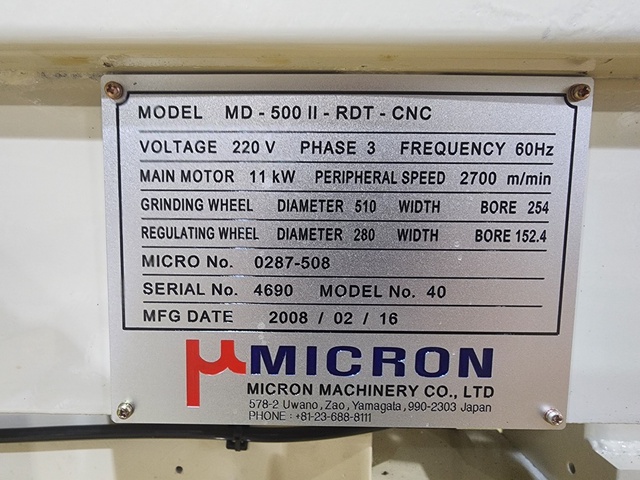 MODEL MD - 500 II - RDT - CNC
VOLTAGE 220 V PHASE 3 FREQUENCY 60Hz
MAIN MOTOR 11 kW PERIPHERAL SPEED 2700 m/min
GRINDING WHEEL DIAMETER 510 WIDTH BORE 254
REGULATING WHEEL DIAMETER 280 WIDTH BORE 152.4
MICRO No. 0287-508
SERIAL No. 4690 MODEL No. 40
MFG DATE 2008 / 02 / 16
μ MICRON
MICRON MACHINERY CO., LTD
578-2 Uwano, Zao, Yamagata, 990-2303 Japan
PHONE : +81-23-688-8111